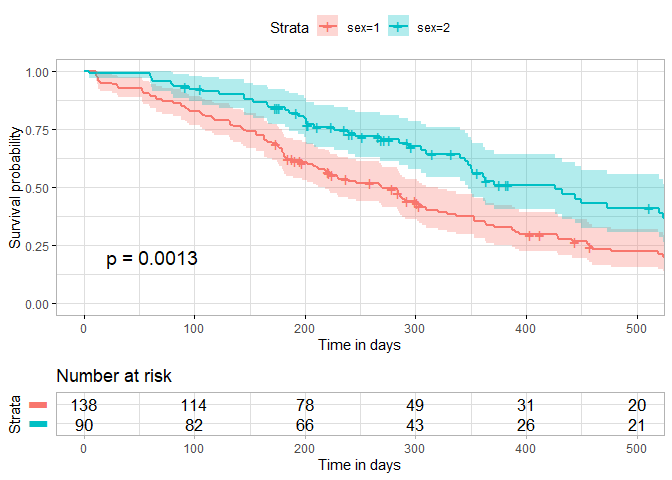 Strata sex=1 sex=2
Survival probability
1.00
0.75
0.50
0.25
0.00
p = 0.0013
0 100 200 300 400 500
Time in days
Number at risk
Strata
138 114 78 49 31 20
90 82 66 43 26 21
0 100 200 300 400 500
Time in days